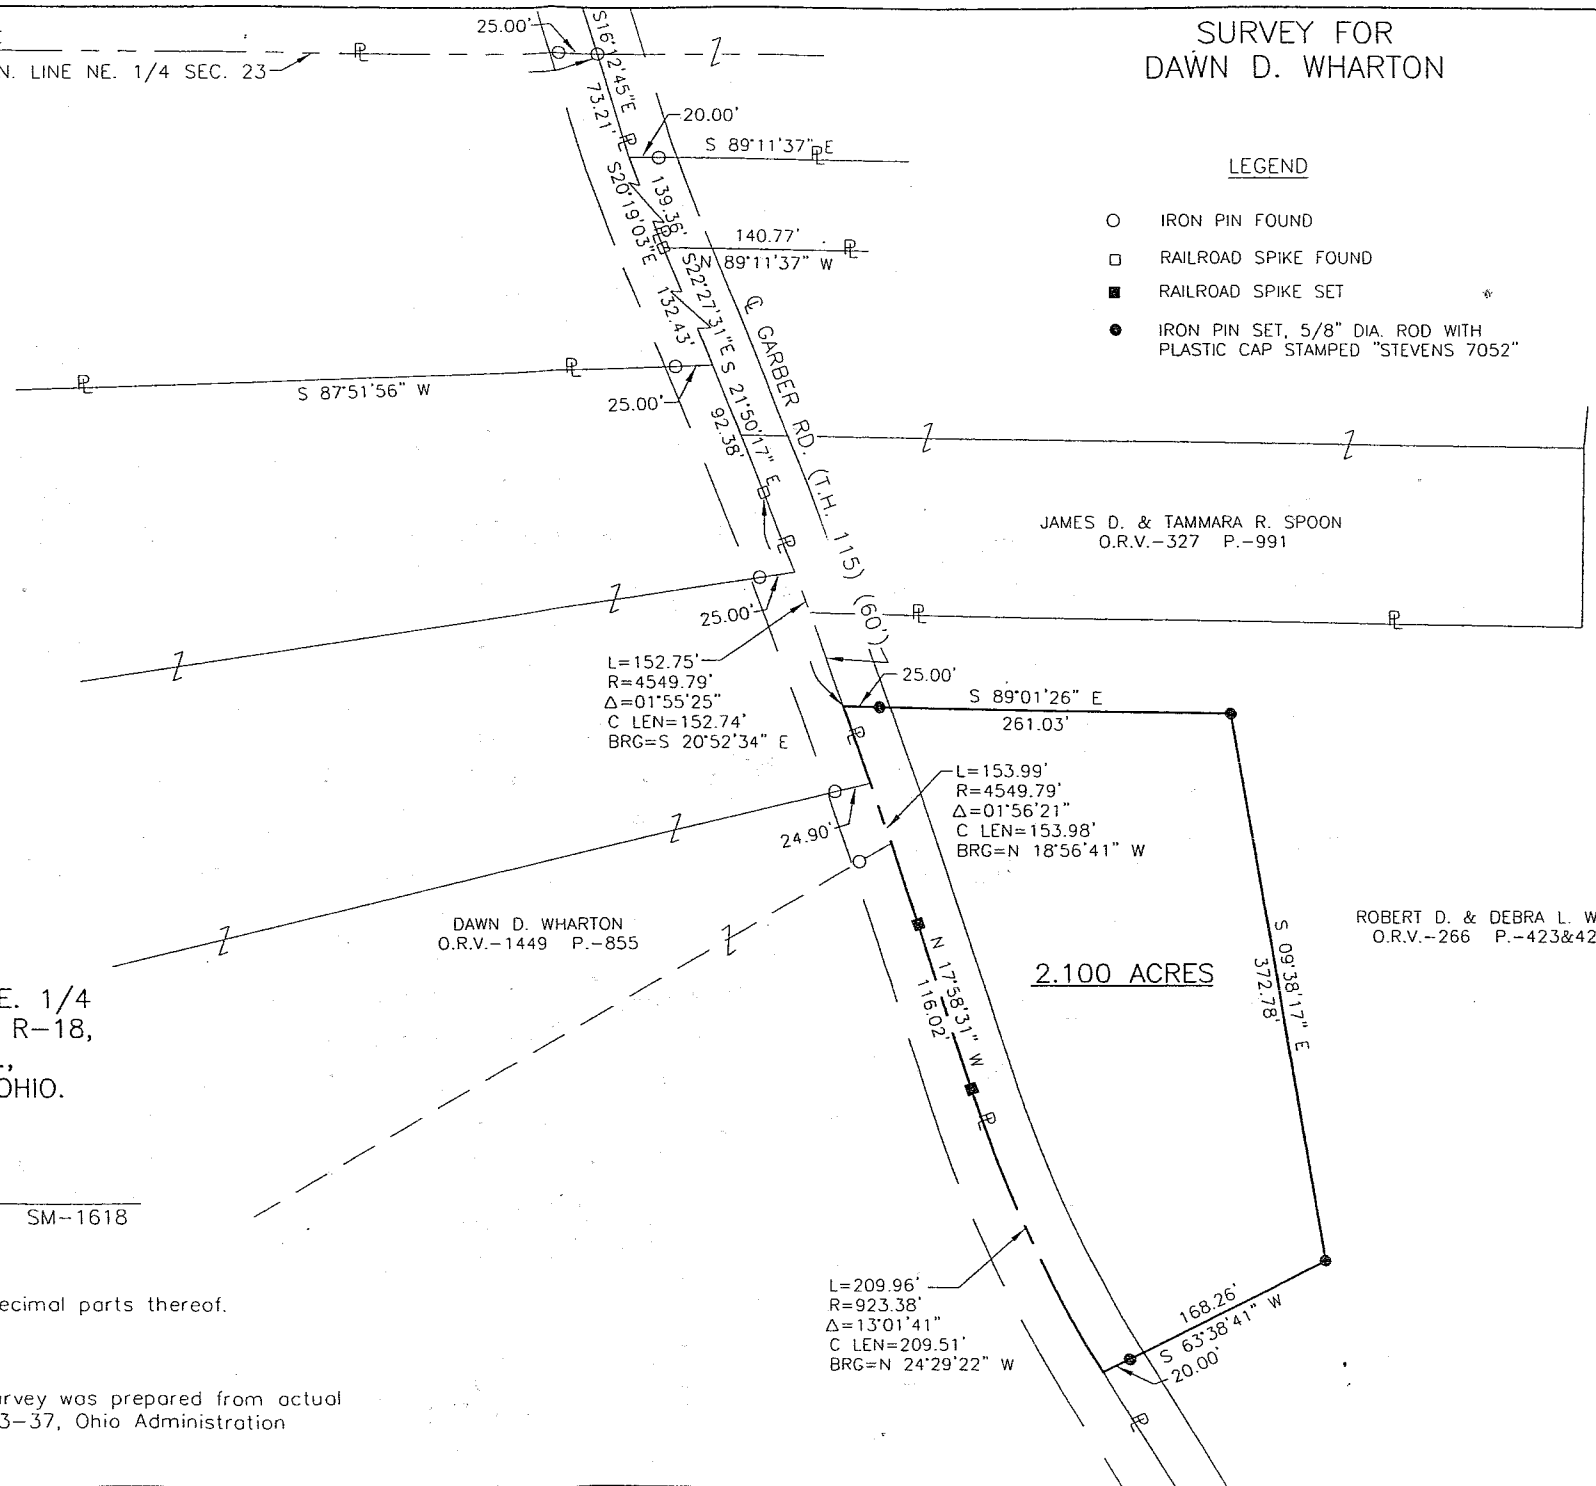 SURVEY FOR
DAWN D. WHARTON
LEGEND
IRON PIN FOUND
RAILROAD SPIKE FOUND
RAILROAD SPIKE SET
IRON PIN SET, 5/8" DIA. ROD WITH
PLASTIC CAP STAMPED "STEVENS 7052"
N. LINE NE. 1/4 SEC. 23
25.00'
S16°12'45"E
73.21'
20.00'
S 89°11'37" E
139.36'
S20°19'03"E
140.77'
N 89°11'37" W
S22°27'31"E
132.43'
℄ GARBER RD. (T.H. 115) (60')
S 87°51'56" W
25.00'
S 21°50'17" E
92.38'
JAMES D. & TAMMARA R. SPOON
O.R.V.-327 P.-991
25.00'
L=152.75'
R=4549.79'
Δ=01°55'25"
C LEN=152.74'
BRG=S 20°52'34" E
25.00'
S 89°01'26" E
261.03'
L=153.99'
R=4549.79'
Δ=01°56'21"
C LEN=153.98'
BRG=N 18°56'41" W
24.90'
DAWN D. WHARTON
O.R.V.-1449 P.-855
ROBERT D. & DEBRA L. W
O.R.V.-266 P.-423&42
S 09°38'17" E
372.78'
2.100 ACRES
N 17°58'31" W
116.02'
E. 1/4
R-18,
OHIO.
SM-1618
L=209.96'
R=923.38'
Δ=13°01'41"
C LEN=209.51'
BRG=N 24°29'22" W
168.26'
S 63°38'41" W
20.00'
ecimal parts thereof.
urvey was prepared from actual
3-37, Ohio Administration